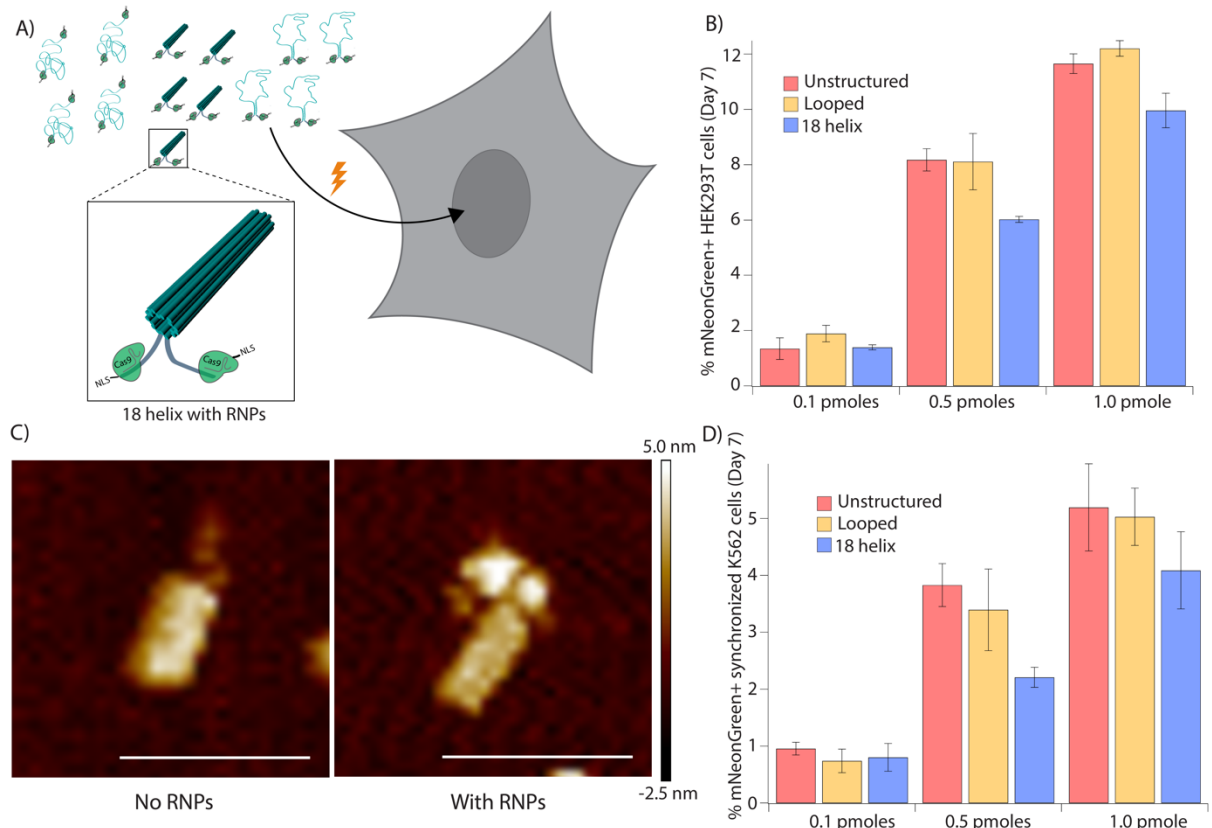 A)
Cas9
Cas9
NLS
NLS
18 helix with RNPs
B)
% mNeonGreen+ HEK293T cells (Day 7)
12
10
8
6
4
2
0
Unstructured
Looped
18 helix
0.1 pmoles
0.5 pmoles
1.0 pmole
C)
5.0 nm
-2.5 nm
No RNPs
With RNPs
D)
% mNeonGreen+ synchronized K562 cells (Day 7)
5
4
3
2
1
0
Unstructured
Looped
18 helix
0.1 pmoles
0.5 pmoles
1.0 pmole